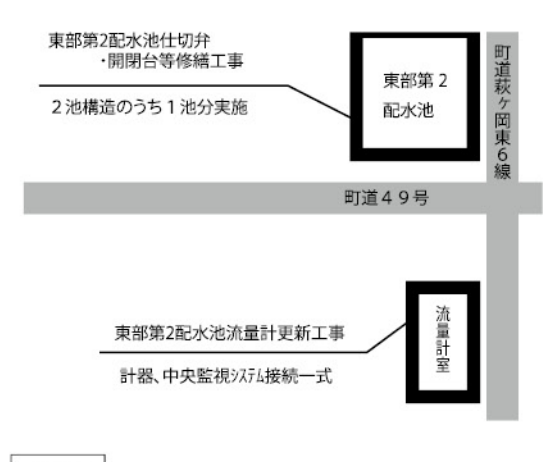 東部第2配水池仕切弁
・開閉台等修繕工事
２池構造のうち１池分実施
東部第２
配水池
町道萩ヶ岡東６線
町道４９号
東部第2配水池流量計更新工事
計器、中央監視ｼｽﾃﾑ接続一式
流量計室